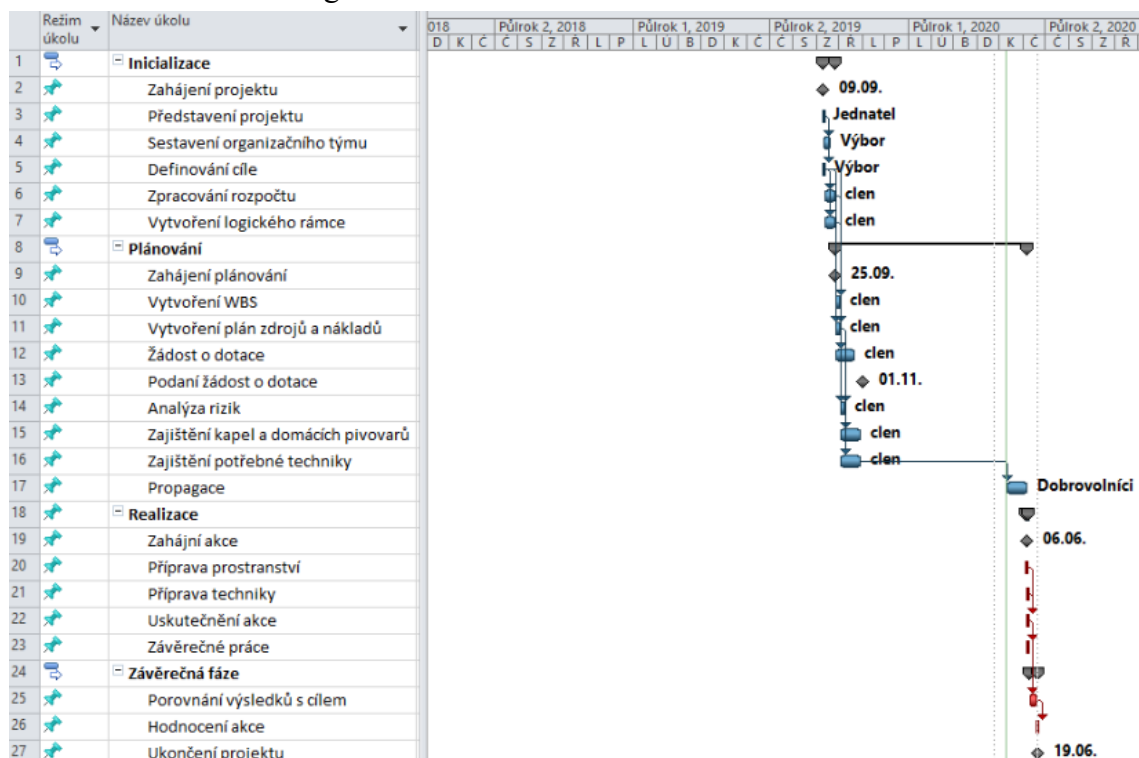 Režim úkolu Název úkolu 018 Půlrok 2, 2018 Půlrok 1, 2019 Půlrok 2, 2019 Půlrok 1, 2020 Půlrok 2, 2020
D K Č Č S Z Ř L P L Ú B D K Č Č S Z Ř L P L Ú B D K Č Č S Z Ř
1 Inicializace
2 Zahájení projektu 09.09.
3 Představení projektu Jednatel
4 Sestavení organizačního týmu Výbor
5 Definování cíle Výbor
6 Zpracování rozpočtu clen
7 Vytvoření logického rámce clen
8 Plánování
9 Zahájení plánování 25.09.
10 Vytvoření WBS clen
11 Vytvoření plán zdrojů a nákladů clen
12 Žádost o dotace clen
13 Podaní žádost o dotace 01.11.
14 Analýza rizik clen
15 Zajištění kapel a domácích pivovarů clen
16 Zajištění potřebné techniky clen
17 Propagace Dobrovolníci
18 Realizace
19 Zahájní akce 06.06.
20 Příprava prostranství
21 Příprava techniky
22 Uskutečnění akce
23 Závěrečné práce
24 Závěrečná fáze
25 Porovnání výsledků s cílem
26 Hodnocení akce
27 Ukončení projektu 19.06.